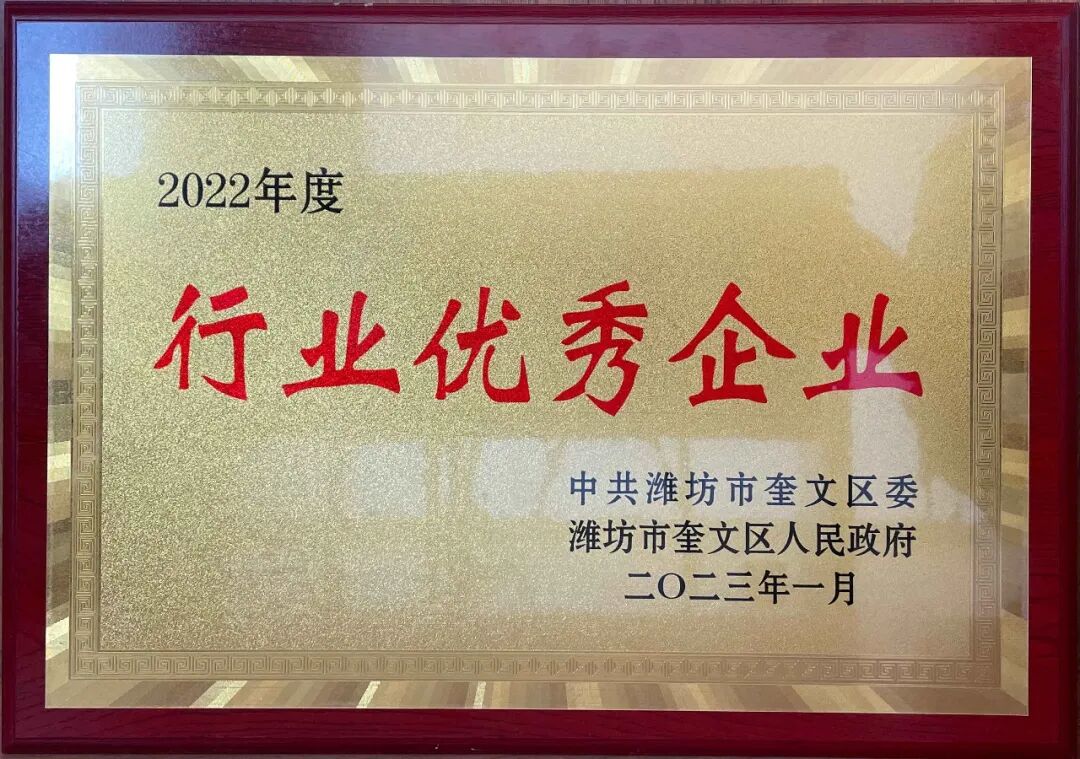 2022年度
行业优秀企业
中共潍坊市奎文区委
潍坊市奎文区人民政府
二〇二三年一月